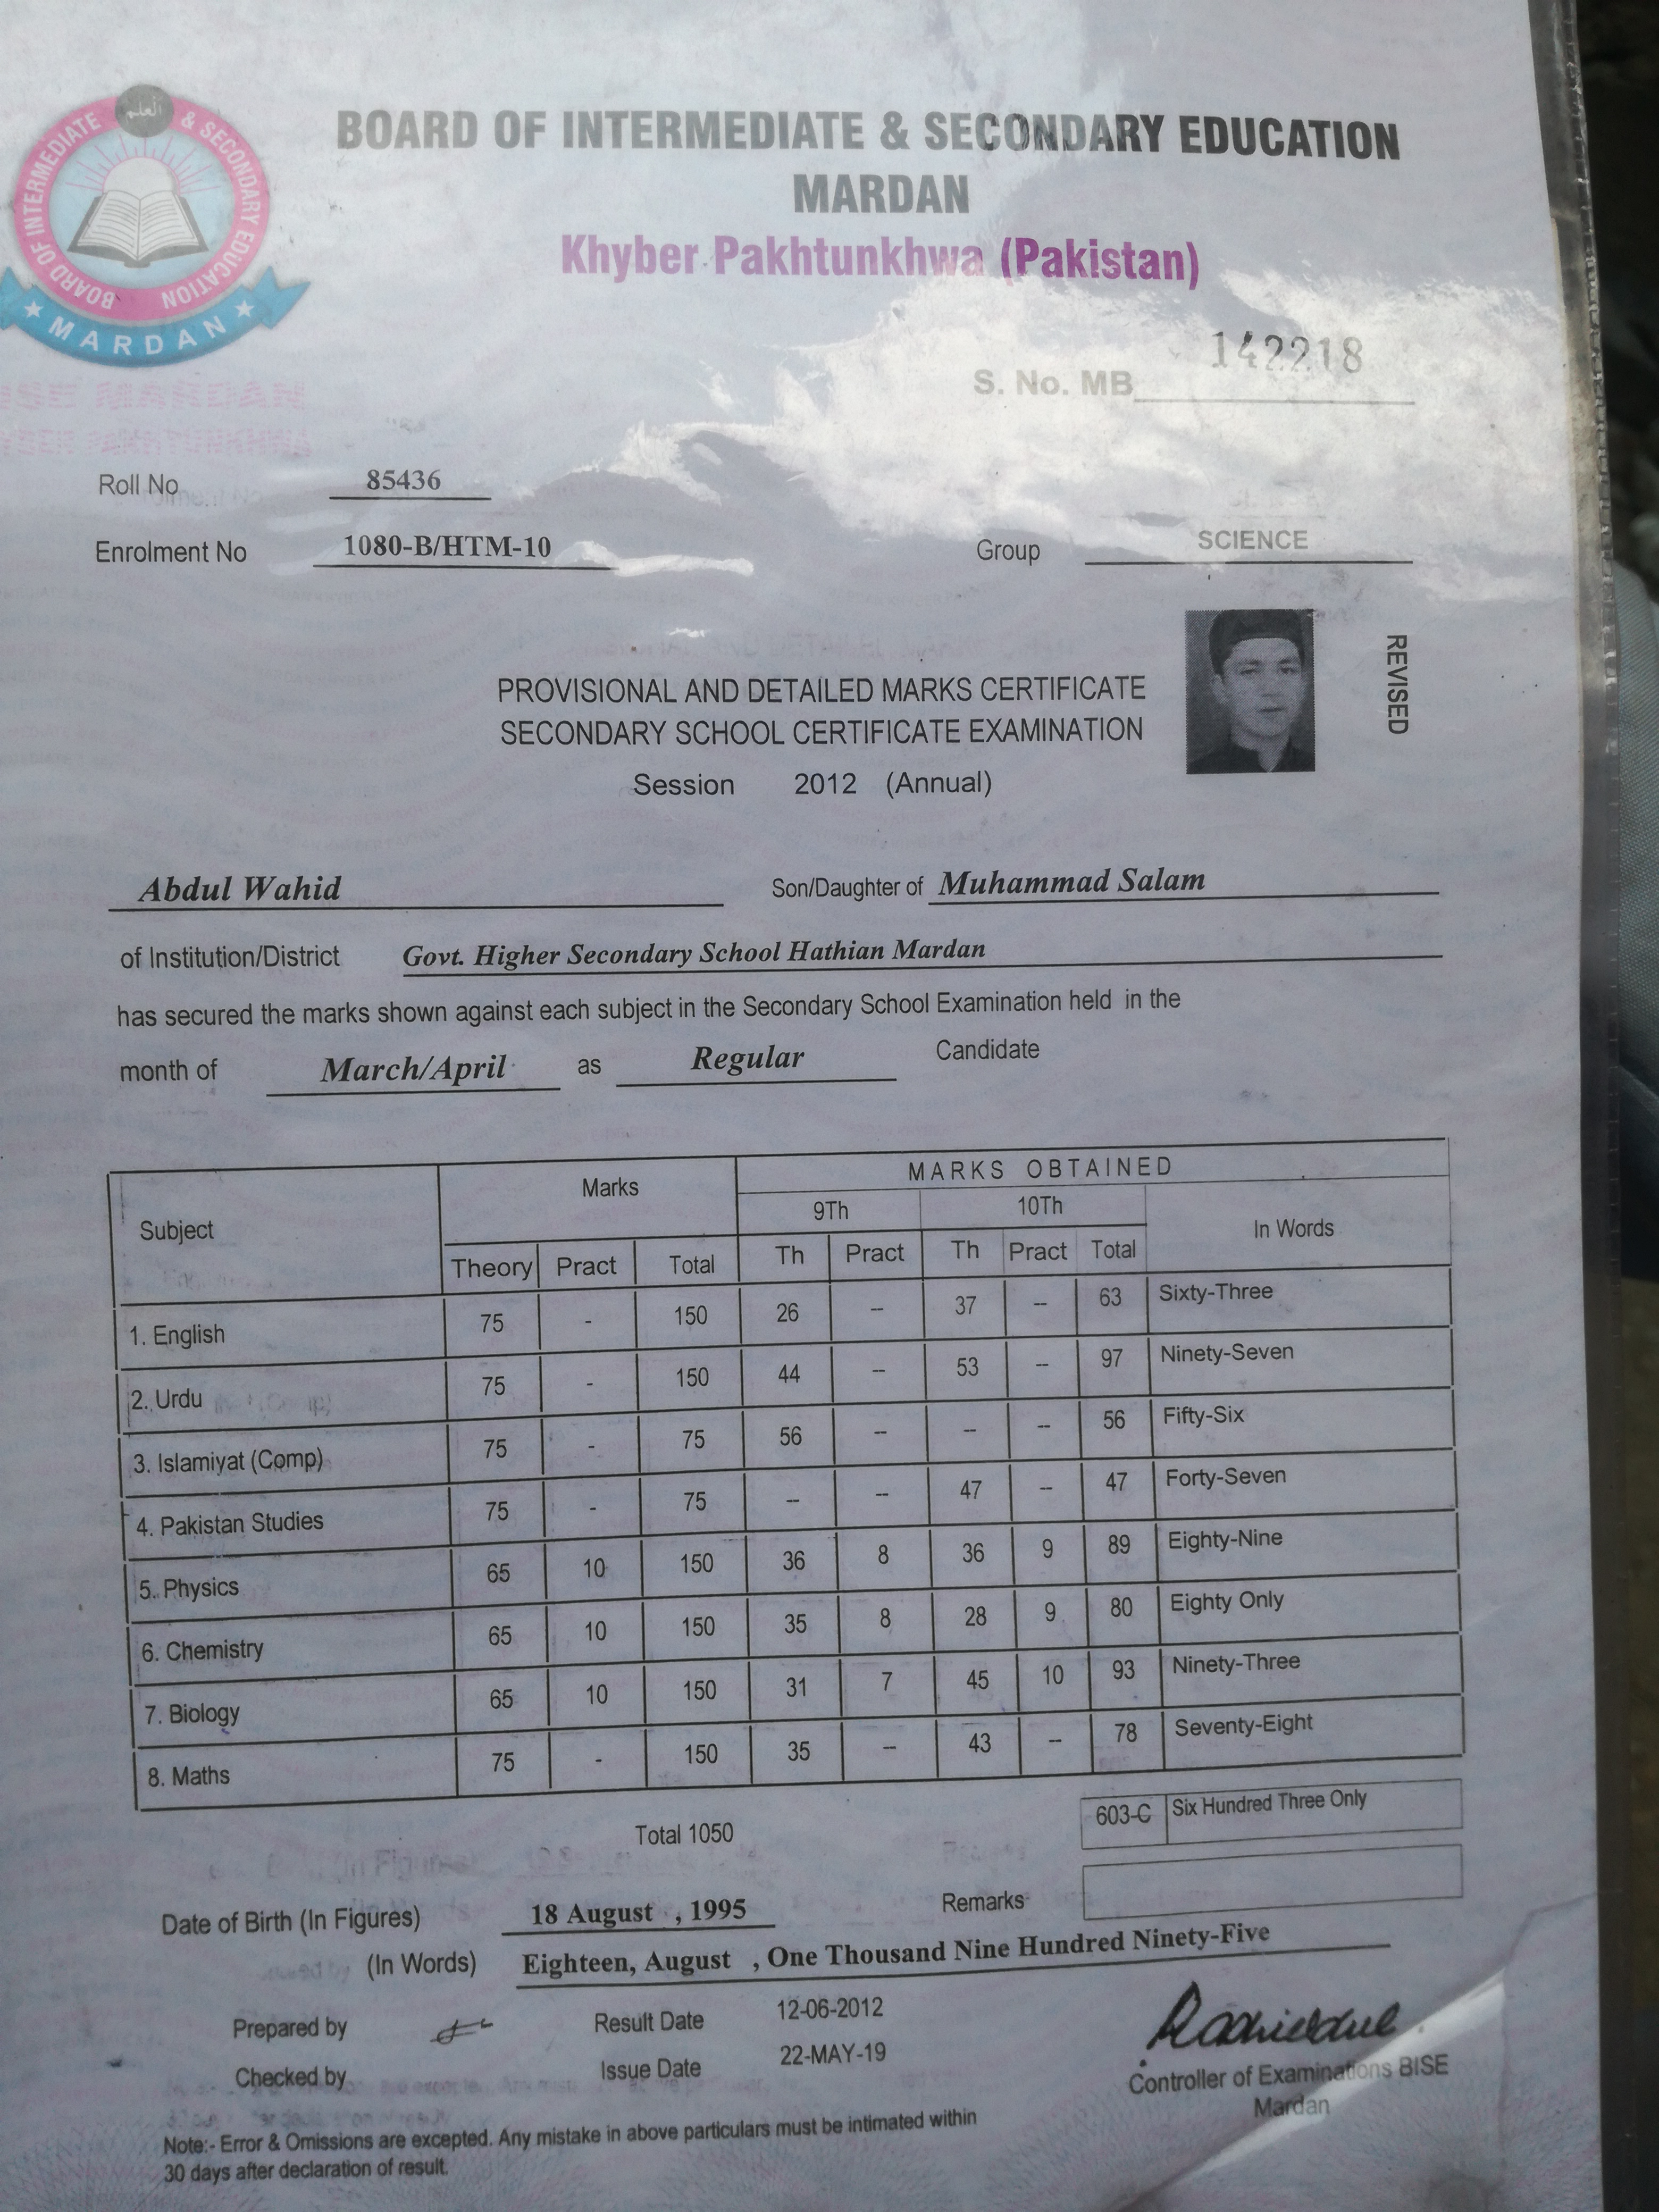 العلم
BOARD OF INTERMEDIATE & SECONDARY EDUCATION
MARDAN
BOARD OF INTERMEDIATE & SECONDARY EDUCATION
MARDAN
Khyber Pakhtunkhwa (Pakistan)
S. No. MB 142218
Roll No 85436
Enrolment No 1080-B/HTM-10 Group SCIENCE
REVISED
PROVISIONAL AND DETAILED MARKS CERTIFICATE
SECONDARY SCHOOL CERTIFICATE EXAMINATION
Session 2012 (Annual)
Abdul Wahid Son/Daughter of Muhammad Salam
of Institution/District Govt. Higher Secondary School Hathian Mardan
has secured the marks shown against each subject in the Secondary School Examination held in the
month of March/April as Regular Candidate
Subject Marks MARKS OBTAINED
9Th 10Th In Words
Theory Pract Total Th Pract Th Pract Total
1. English 75 - 150 26 -- 37 -- 63 Sixty-Three
2. Urdu 75 - 150 44 -- 53 -- 97 Ninety-Seven
3. Islamiyat (Comp) 75 - 75 56 -- -- -- 56 Fifty-Six
4. Pakistan Studies 75 - 75 -- -- 47 -- 47 Forty-Seven
5. Physics 65 10 150 36 8 36 9 89 Eighty-Nine
6. Chemistry 65 10 150 35 8 28 9 80 Eighty Only
7. Biology 65 10 150 31 7 45 10 93 Ninety-Three
8. Maths 75 - 150 35 -- 43 -- 78 Seventy-Eight
Total 1050 603-C Six Hundred Three Only
Date of Birth (In Figures) 18 August , 1995 Remarks
(In Words) Eighteen, August , One Thousand Nine Hundred Ninety-Five
Prepared by Result Date 12-06-2012
Checked by Issue Date 22-MAY-19
Controller of Examinations BISE
Mardan
Note:- Error & Omissions are excepted. Any mistake in above particulars must be intimated within
30 days after declaration of result.